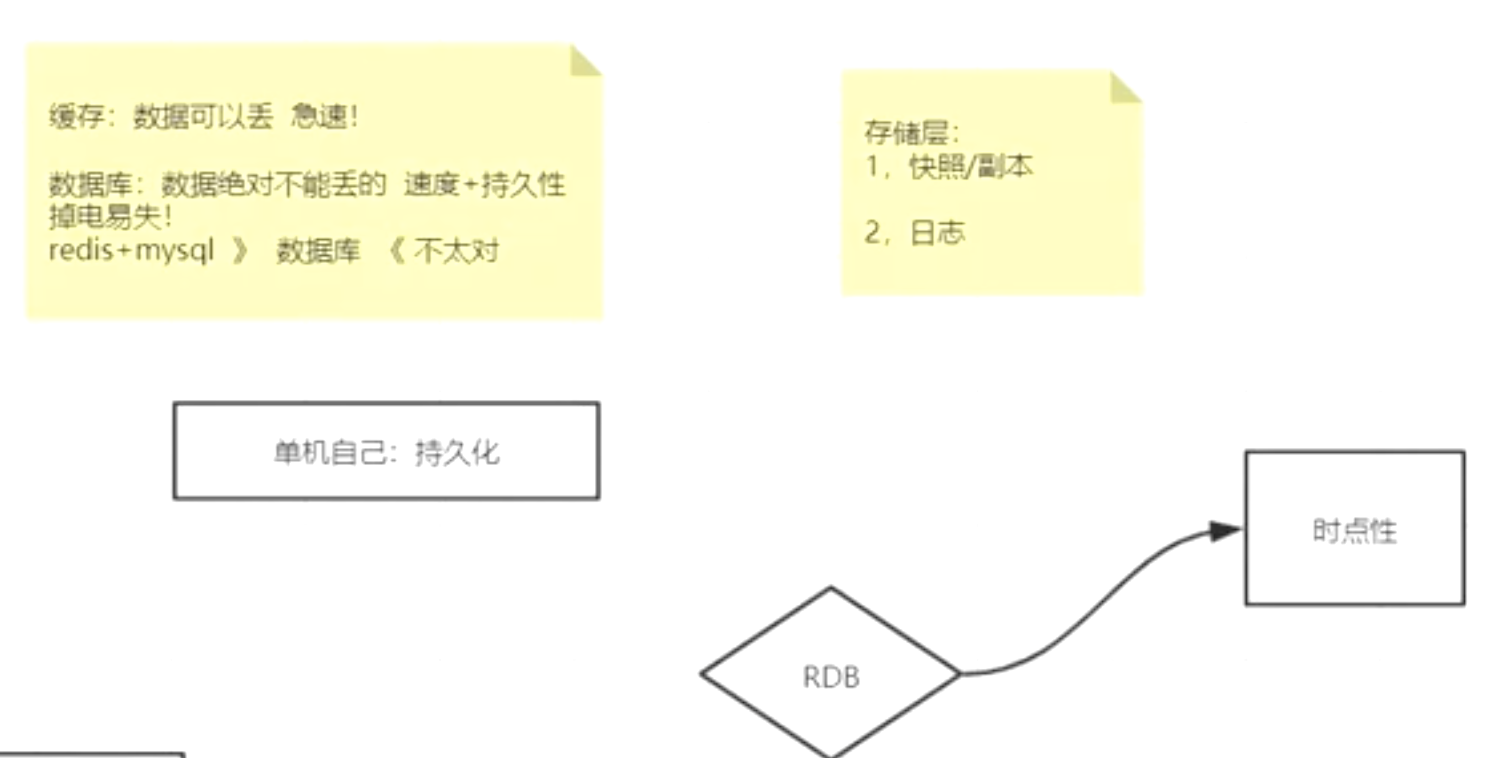 缓存：数据可以丢  急速！
数据库：数据绝对不能丢的  速度+持久性
掉电易失！
redis+mysql 》 数据库 《 不太对
存储层：
1，快照/副本
2，日志
单机自己：持久化
时点性
RDB